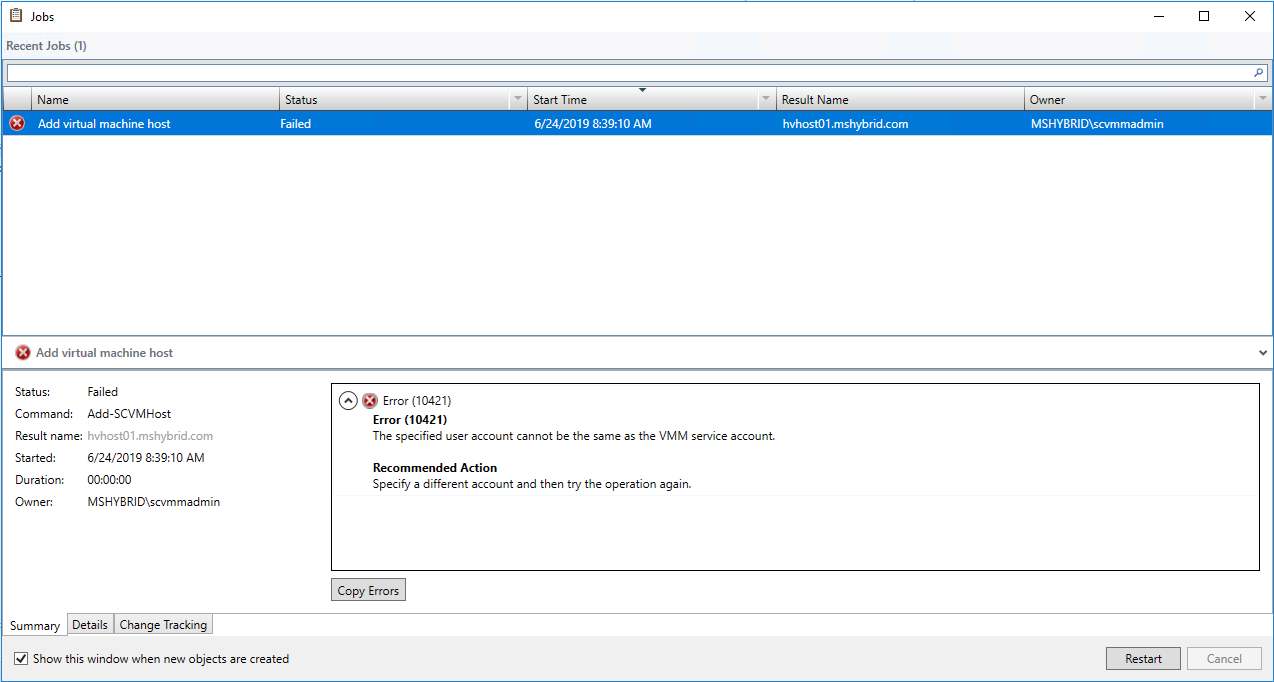 Jobs
Recent Jobs (1)
Name Status Start Time Result Name Owner
Add virtual machine host Failed 6/24/2019 8:39:10 AM hvhost01.mshybrid.com MSHYBRID\scvmmadmin
Add virtual machine host
Status: Failed
Command: Add-SCVMHost
Result name: hvhost01.mshybrid.com
Started: 6/24/2019 8:39:10 AM
Duration: 00:00:00
Owner: MSHYBRID\scvmmadmin
Error (10421)
Error (10421)
The specified user account cannot be the same as the VMM service account.
Recommended Action
Specify a different account and then try the operation again.
Copy Errors
Summary Details Change Tracking
Show this window when new objects are created
Restart Cancel